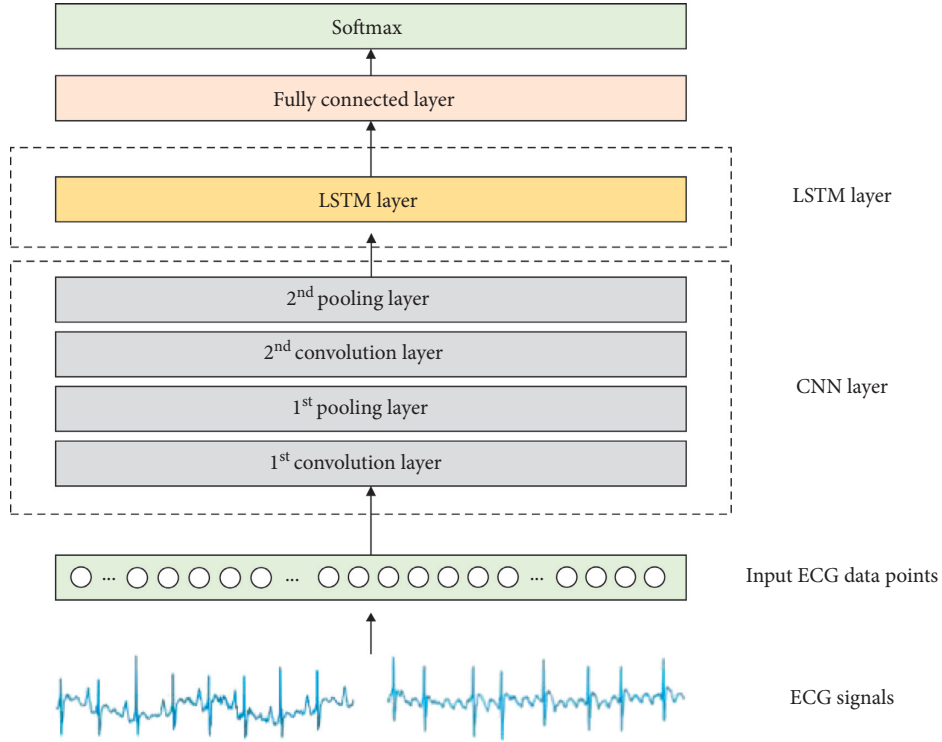 Softmax
Fully connected layer
LSTM layer
LSTM layer
2nd pooling layer
2nd convolution layer
CNN layer
1st pooling layer
1st convolution layer
... ... ...
Input ECG data points
ECG signals